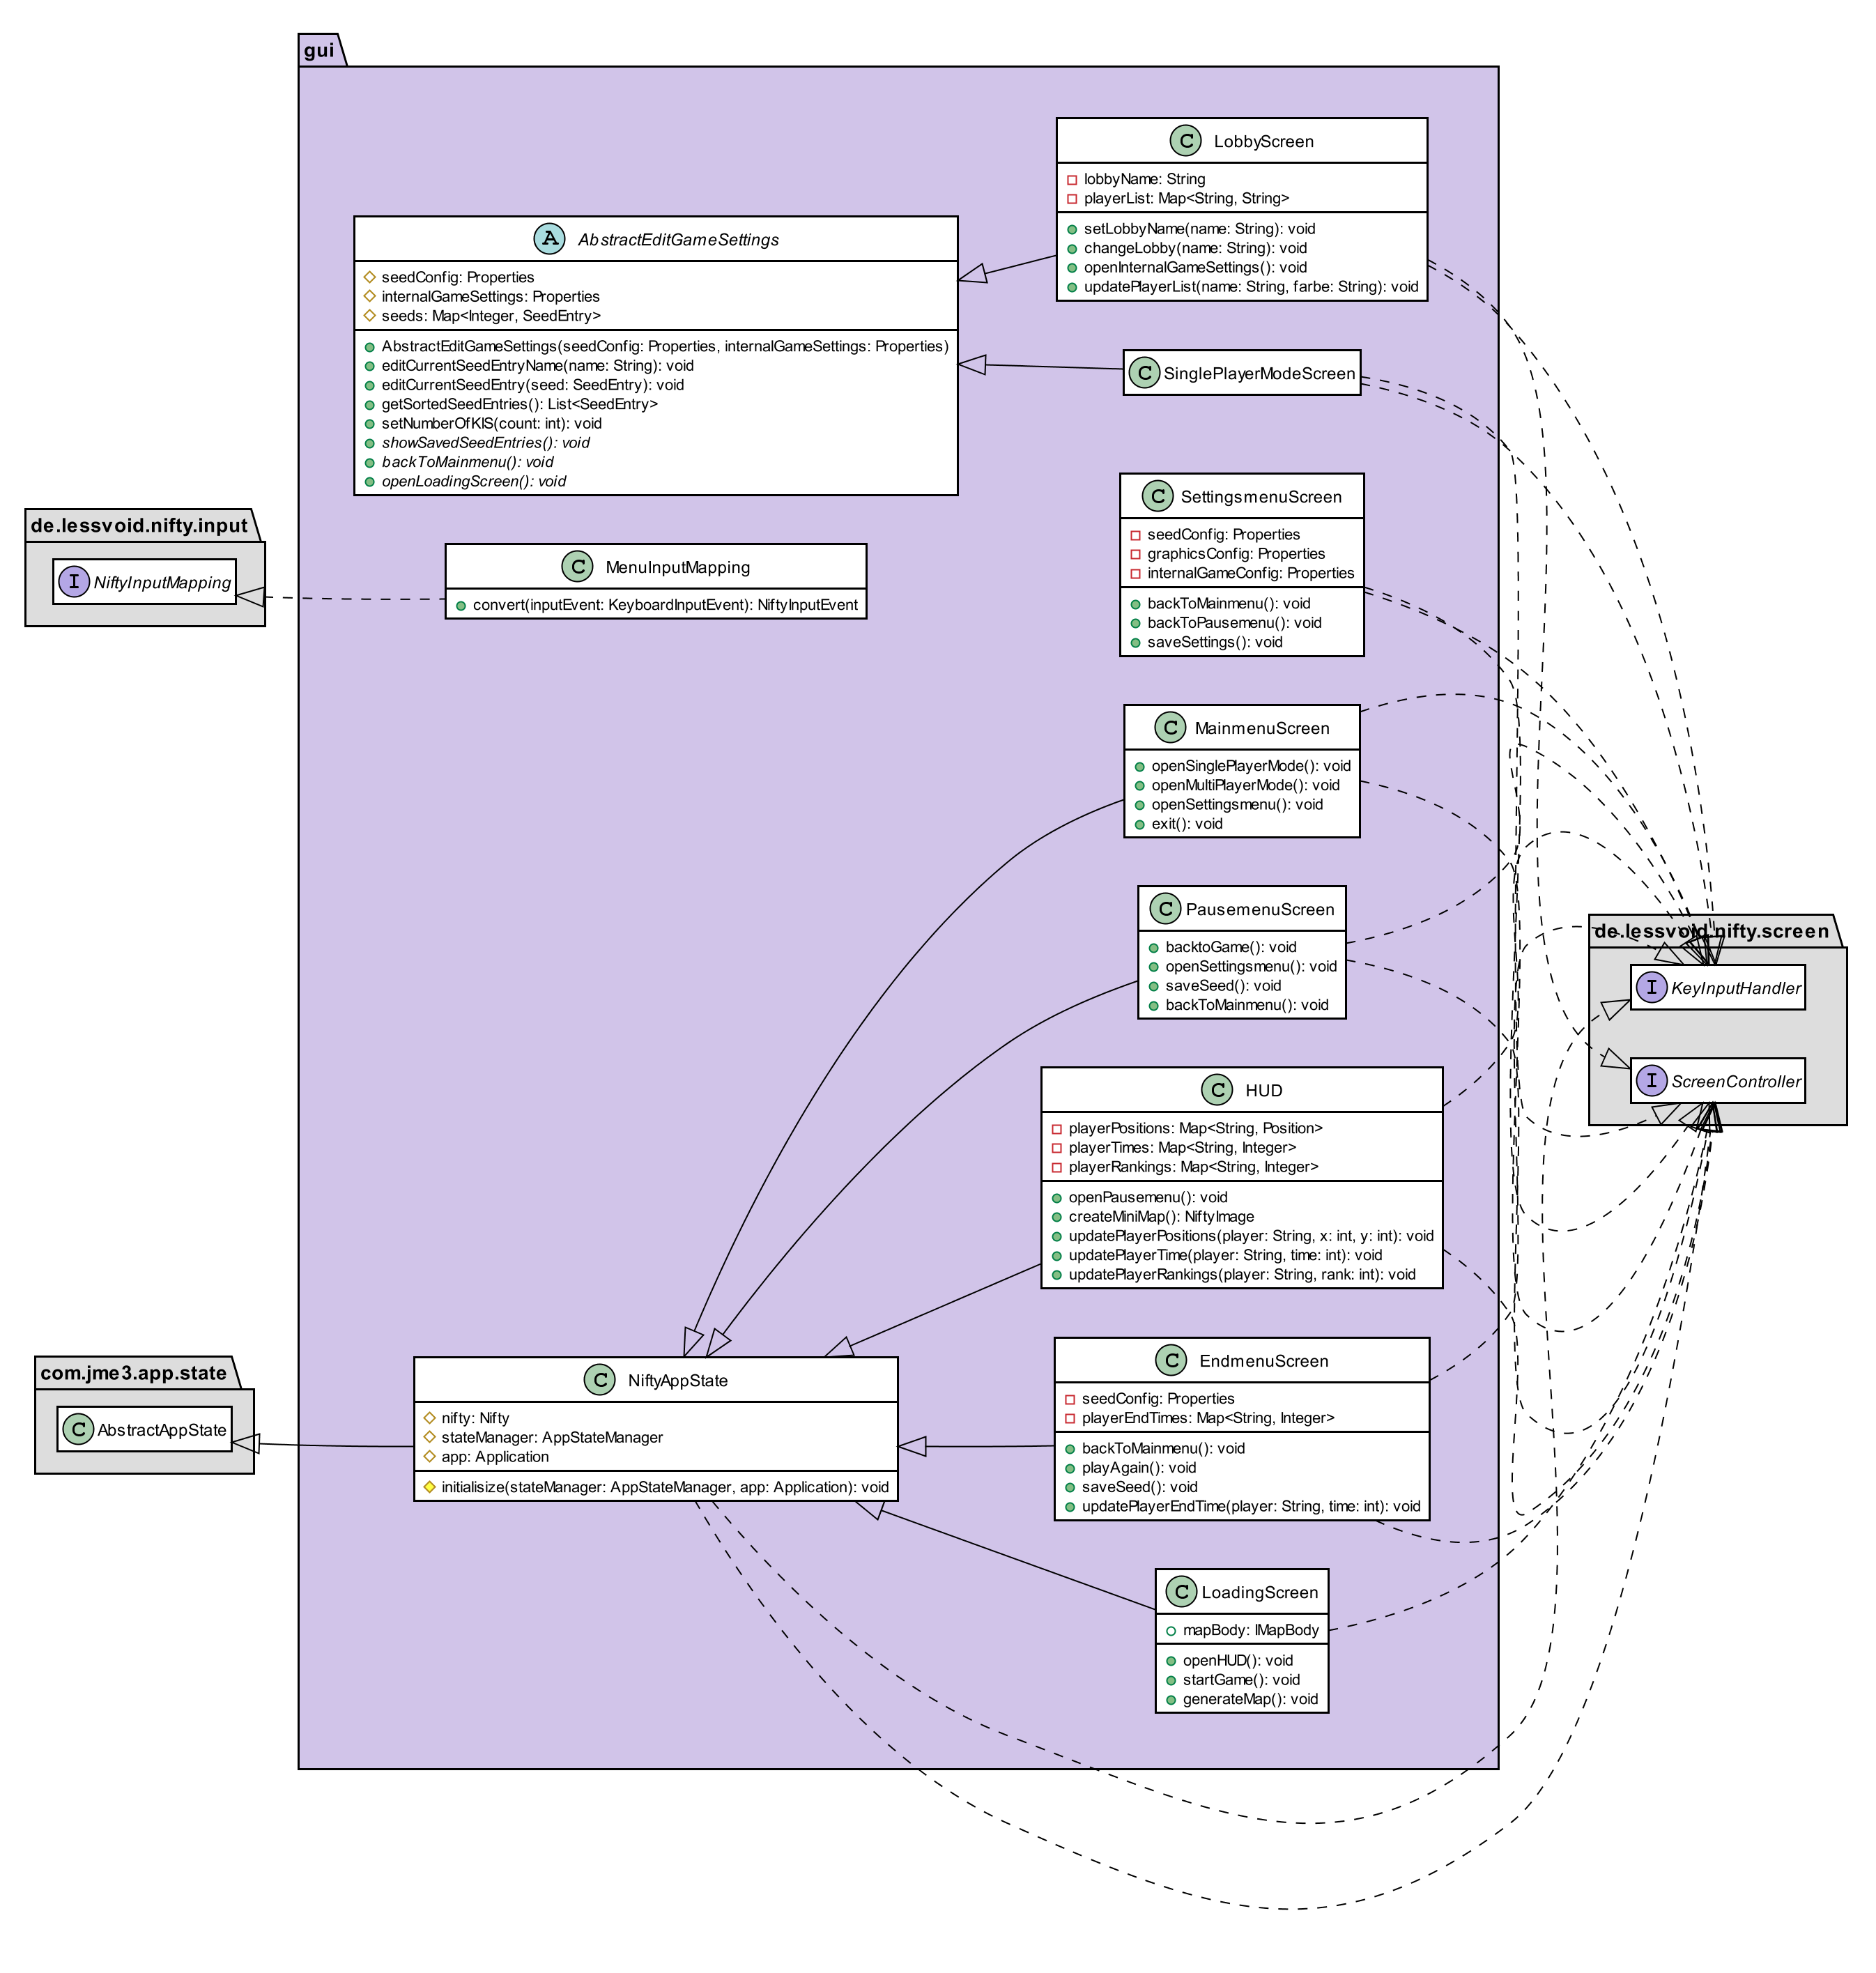 gui
C LobbyScreen
lobbyName: String
playerList: Map<String, String>
setLobbyName(name: String): void
changeLobby(name: String): void
openInternalGameSettings(): void
updatePlayerList(name: String, farbe: String): void
A AbstractEditGameSettings
seedConfig: Properties
internalGameSettings: Properties
seeds: Map<Integer, SeedEntry>
AbstractEditGameSettings(seedConfig: Properties, internalGameSettings: Properties)
editCurrentSeedEntryName(name: String): void
editCurrentSeedEntry(seed: SeedEntry): void
getSortedSeedEntries(): List<SeedEntry>
setNumberOfKIS(count: int): void
showSavedSeedEntries(): void
backToMainmenu(): void
openLoadingScreen(): void
C SinglePlayerModeScreen
C SettingsmenuScreen
seedConfig: Properties
graphicsConfig: Properties
internalGameConfig: Properties
backToMainmenu(): void
backToPausemenu(): void
saveSettings(): void
de.lessvoid.nifty.input
I NiftyInputMapping
C MenuInputMapping
convert(inputEvent: KeyboardInputEvent): NiftyInputEvent
C MainmenuScreen
openSinglePlayerMode(): void
openMultiPlayerMode(): void
openSettingsmenu(): void
exit(): void
C PausemenuScreen
backtoGame(): void
openSettingsmenu(): void
saveSeed(): void
backToMainmenu(): void
de.lessvoid.nifty.screen
I KeyInputHandler
I ScreenController
C HUD
playerPositions: Map<String, Position>
playerTimes: Map<String, Integer>
playerRankings: Map<String, Integer>
openPausemenu(): void
createMiniMap(): NiftyImage
updatePlayerPositions(player: String, x: int, y: int): void
updatePlayerTime(player: String, time: int): void
updatePlayerRankings(player: String, rank: int): void
com.jme3.app.state
C AbstractAppState
C NiftyAppState
nifty: Nifty
stateManager: AppStateManager
app: Application
initialisize(stateManager: AppStateManager, app: Application): void
C EndmenuScreen
seedConfig: Properties
playerEndTimes: Map<String, Integer>
backToMainmenu(): void
playAgain(): void
saveSeed(): void
updatePlayerEndTime(player: String, time: int): void
C LoadingScreen
mapBody: IMapBody
openHUD(): void
startGame(): void
generateMap(): void